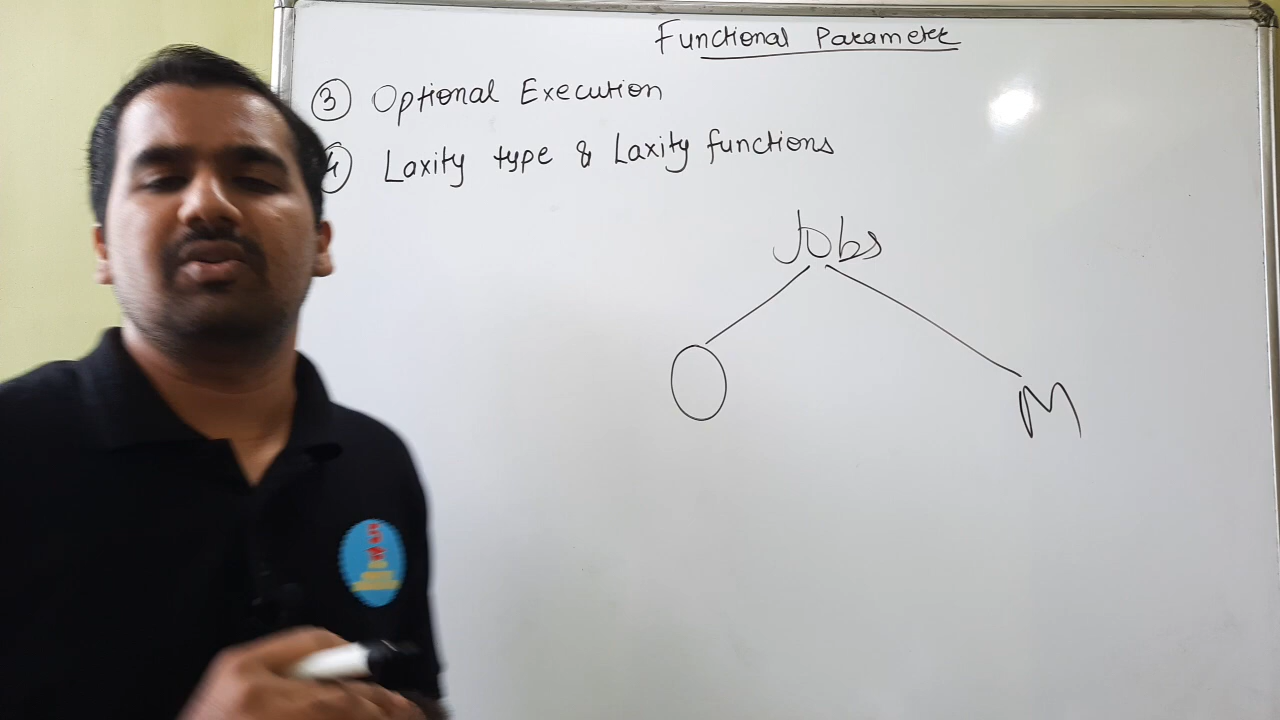 Functional Parameter
③ Optional Execution
④ Laxity type & Laxity functions
Jobs
O
M